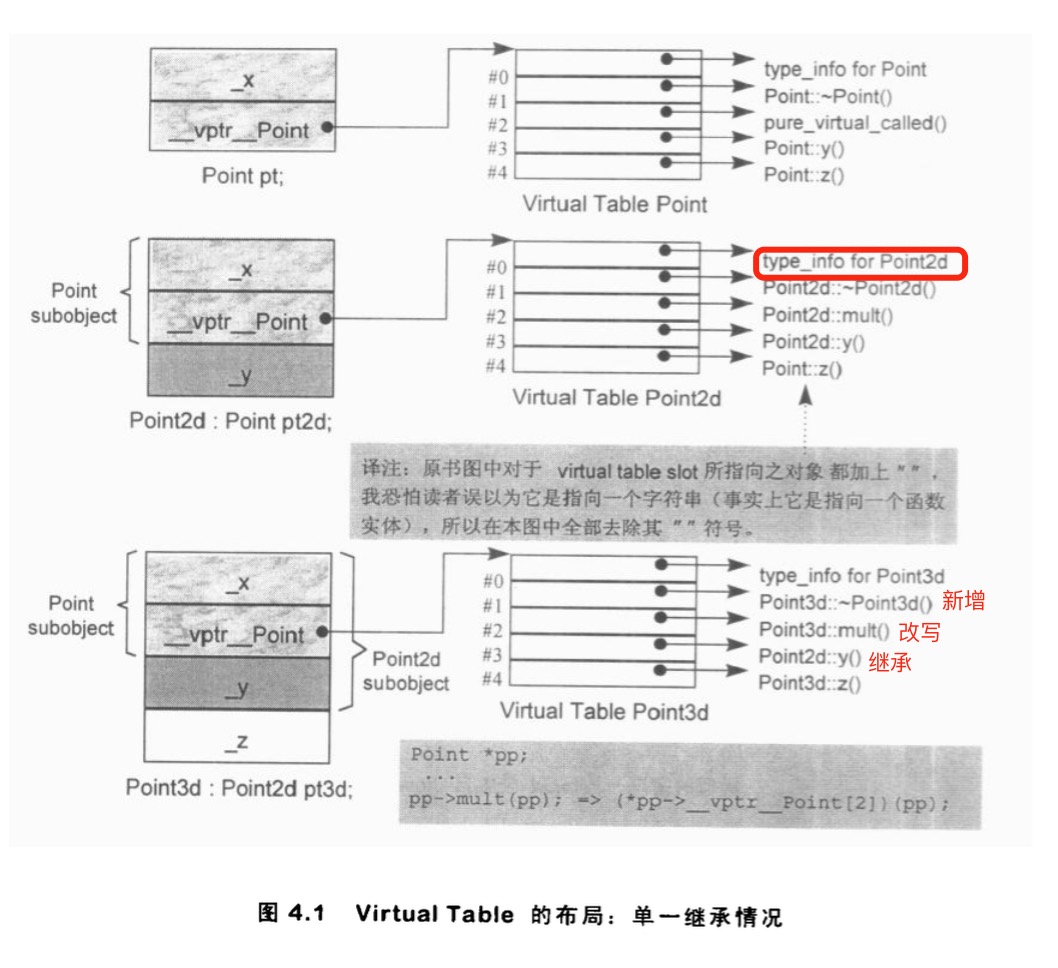 _x
__vptr__Point
Point pt;
#0
#1
#2
#3
#4
Virtual Table Point
type_info for Point
Point::~Point()
pure_virtual_called()
Point::y()
Point::z()
Point
subobject
_x
__vptr__Point
_y
Point2d : Point pt2d;
#0
#1
#2
#3
#4
Virtual Table Point2d
type_info for Point2d
Point2d::~Point2d()
Point2d::mult()
Point2d::y()
Point::z()
译注：原书图中对于 virtual table slot 所指向之对象 都加上 " "，
我恐怕读者误以为它是指向一个字符串（事实上它是指向一个函数
实体），所以在本图中全部去除其 " " 符号。
Point
subobject
_x
__vptr__Point
_y
_z
Point2d
subobject
Point3d : Point2d pt3d;
#0
#1
#2
#3
#4
Virtual Table Point3d
type_info for Point3d
Point3d::~Point3d() 新增
Point3d::mult() 改写
Point2d::y() 继承
Point3d::z()
Point *pp;
...
pp->mult(pp); => (*pp->__vptr__Point[2])(pp);
图 4.1 Virtual Table 的布局：单一继承情况